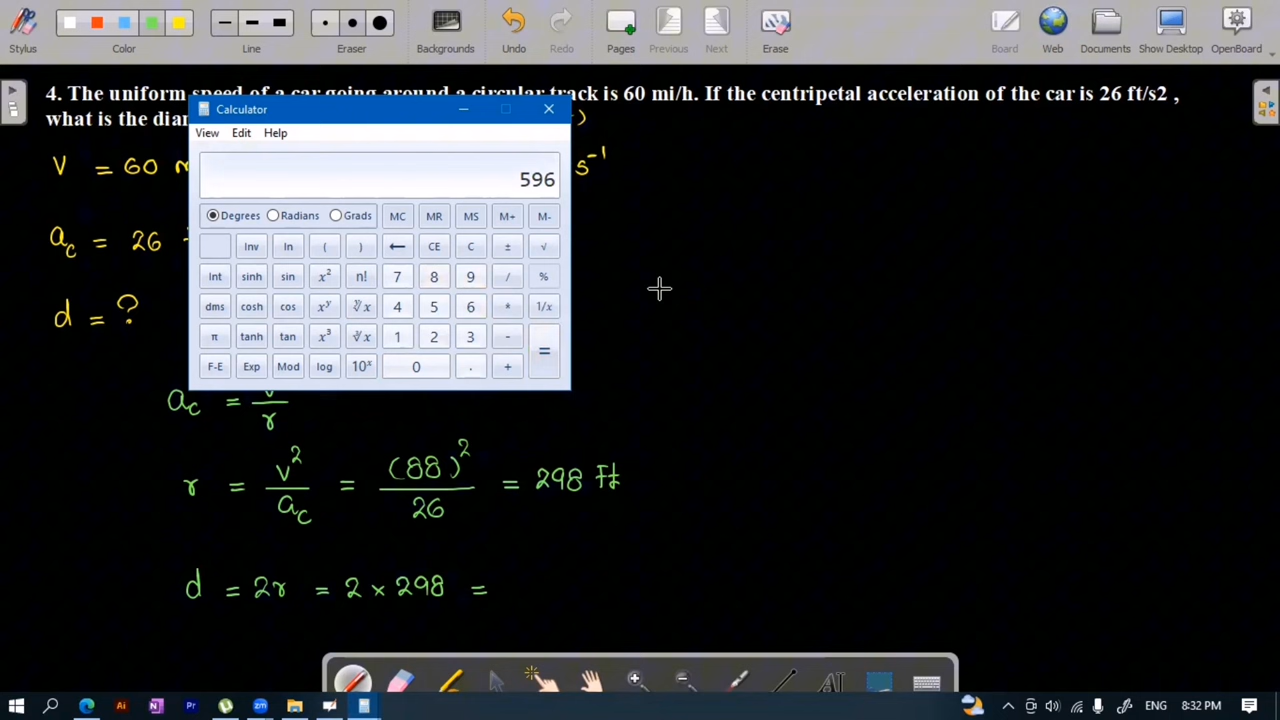 Stylus Color Line Eraser Backgrounds Undo Redo Pages Previous Next Erase Board Web Documents Show Desktop OpenBoard
4. The uniform speed of a car going around a circular track is 60 mi/h. If the centripetal acceleration of the car is 26 ft/s2 ,
what is the )
Calculator
View Edit Help
596
Degrees Radians Grads MC MR MS M+ M-
Inv ln ( ) ← CE C ± √
Int sinh sin x² n! 7 8 9 / %
dms cosh cos xʸ ʸ√x 4 5 6 * 1/x
π tanh tan x³ ³√x 1 2 3 - =
F-E Exp Mod log 10ˣ 0 . +
V = 60 s⁻¹
a_c = 26
d = ?
a_c = / r
r = v² / a_c = (88)² / 26 = 298 ft
d = 2r = 2 × 298 =
ENG 8:32 PM